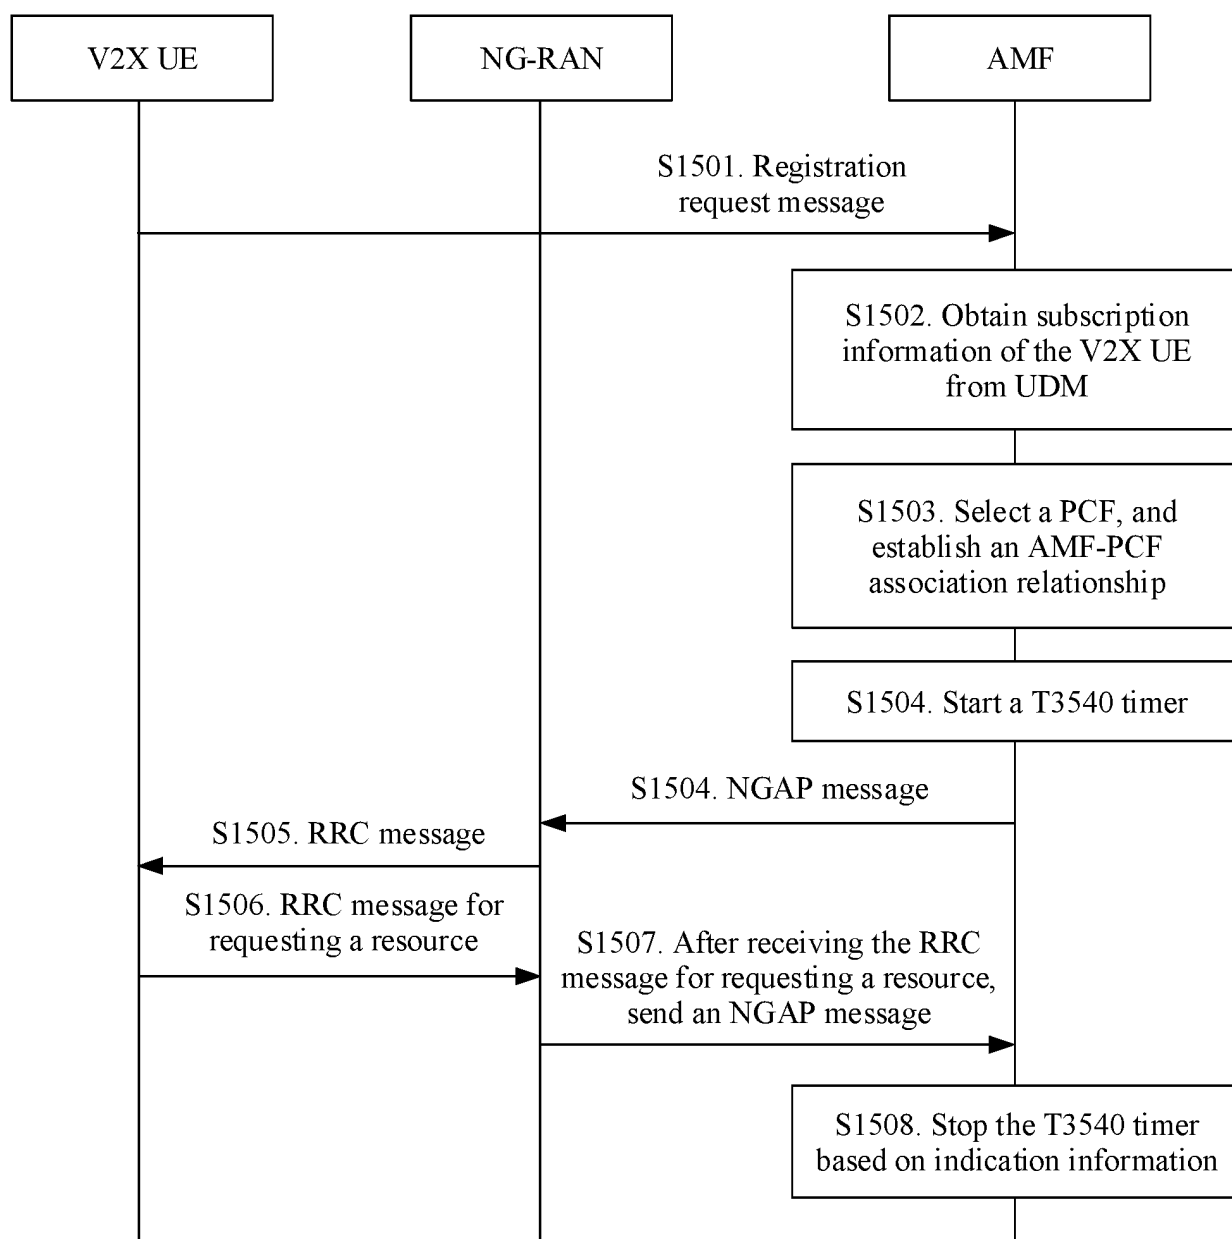 V2X UE
NG-RAN
AMF
S1501. Registration
request message
S1502. Obtain subscription
information of the V2X UE
from UDM
S1503. Select a PCF, and
establish an AMF-PCF
association relationship
S1504. Start a T3540 timer
S1504. NGAP message
S1505. RRC message
S1506. RRC message for
requesting a resource
S1507. After receiving the RRC
message for requesting a resource,
send an NGAP message
S1508. Stop the T3540 timer
based on indication information